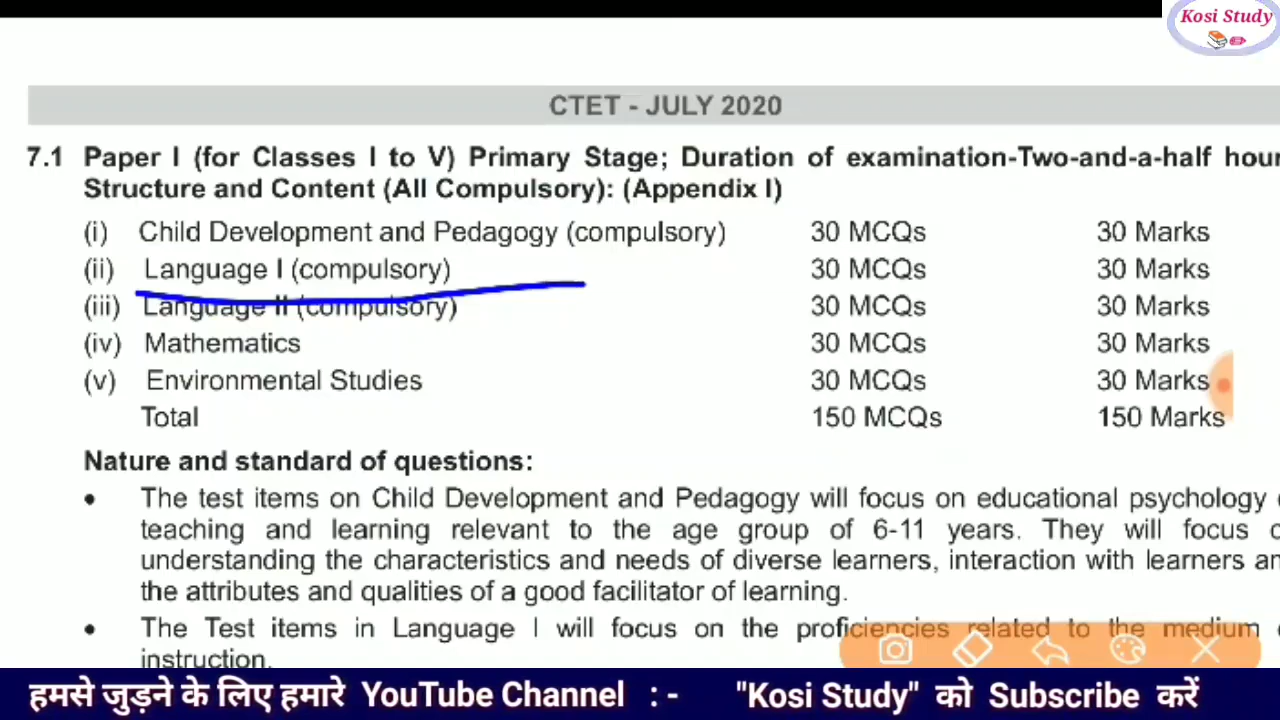 Kosi Study
CTET - JULY 2020
7.1 Paper I (for Classes I to V) Primary Stage; Duration of examination-Two-and-a-half
Structure and Content (All Compulsory): (Appendix I)
(i) Child Development and Pedagogy (compulsory) 30 MCQs 30 Marks
(ii) Language I (compulsory) 30 MCQs 30 Marks
(iii) Language II (compulsory) 30 MCQs 30 Marks
(iv) Mathematics 30 MCQs 30 Marks
(v) Environmental Studies 30 MCQs 30 Marks
Total 150 MCQs 150 Marks
Nature and standard of questions:
• The test items on Child Development and Pedagogy will focus on educational psychology
teaching and learning relevant to the age group of 6-11 years. They will focus
understanding the characteristics and needs of diverse learners, interaction with learners
the attributes and qualities of a good facilitator of learning.
• The Test items in Language I will focus on the proficiencies related to the medium
instruction.
हमसे जुड़ने के लिए हमारे YouTube Channel : - "Kosi Study" को Subscribe करें